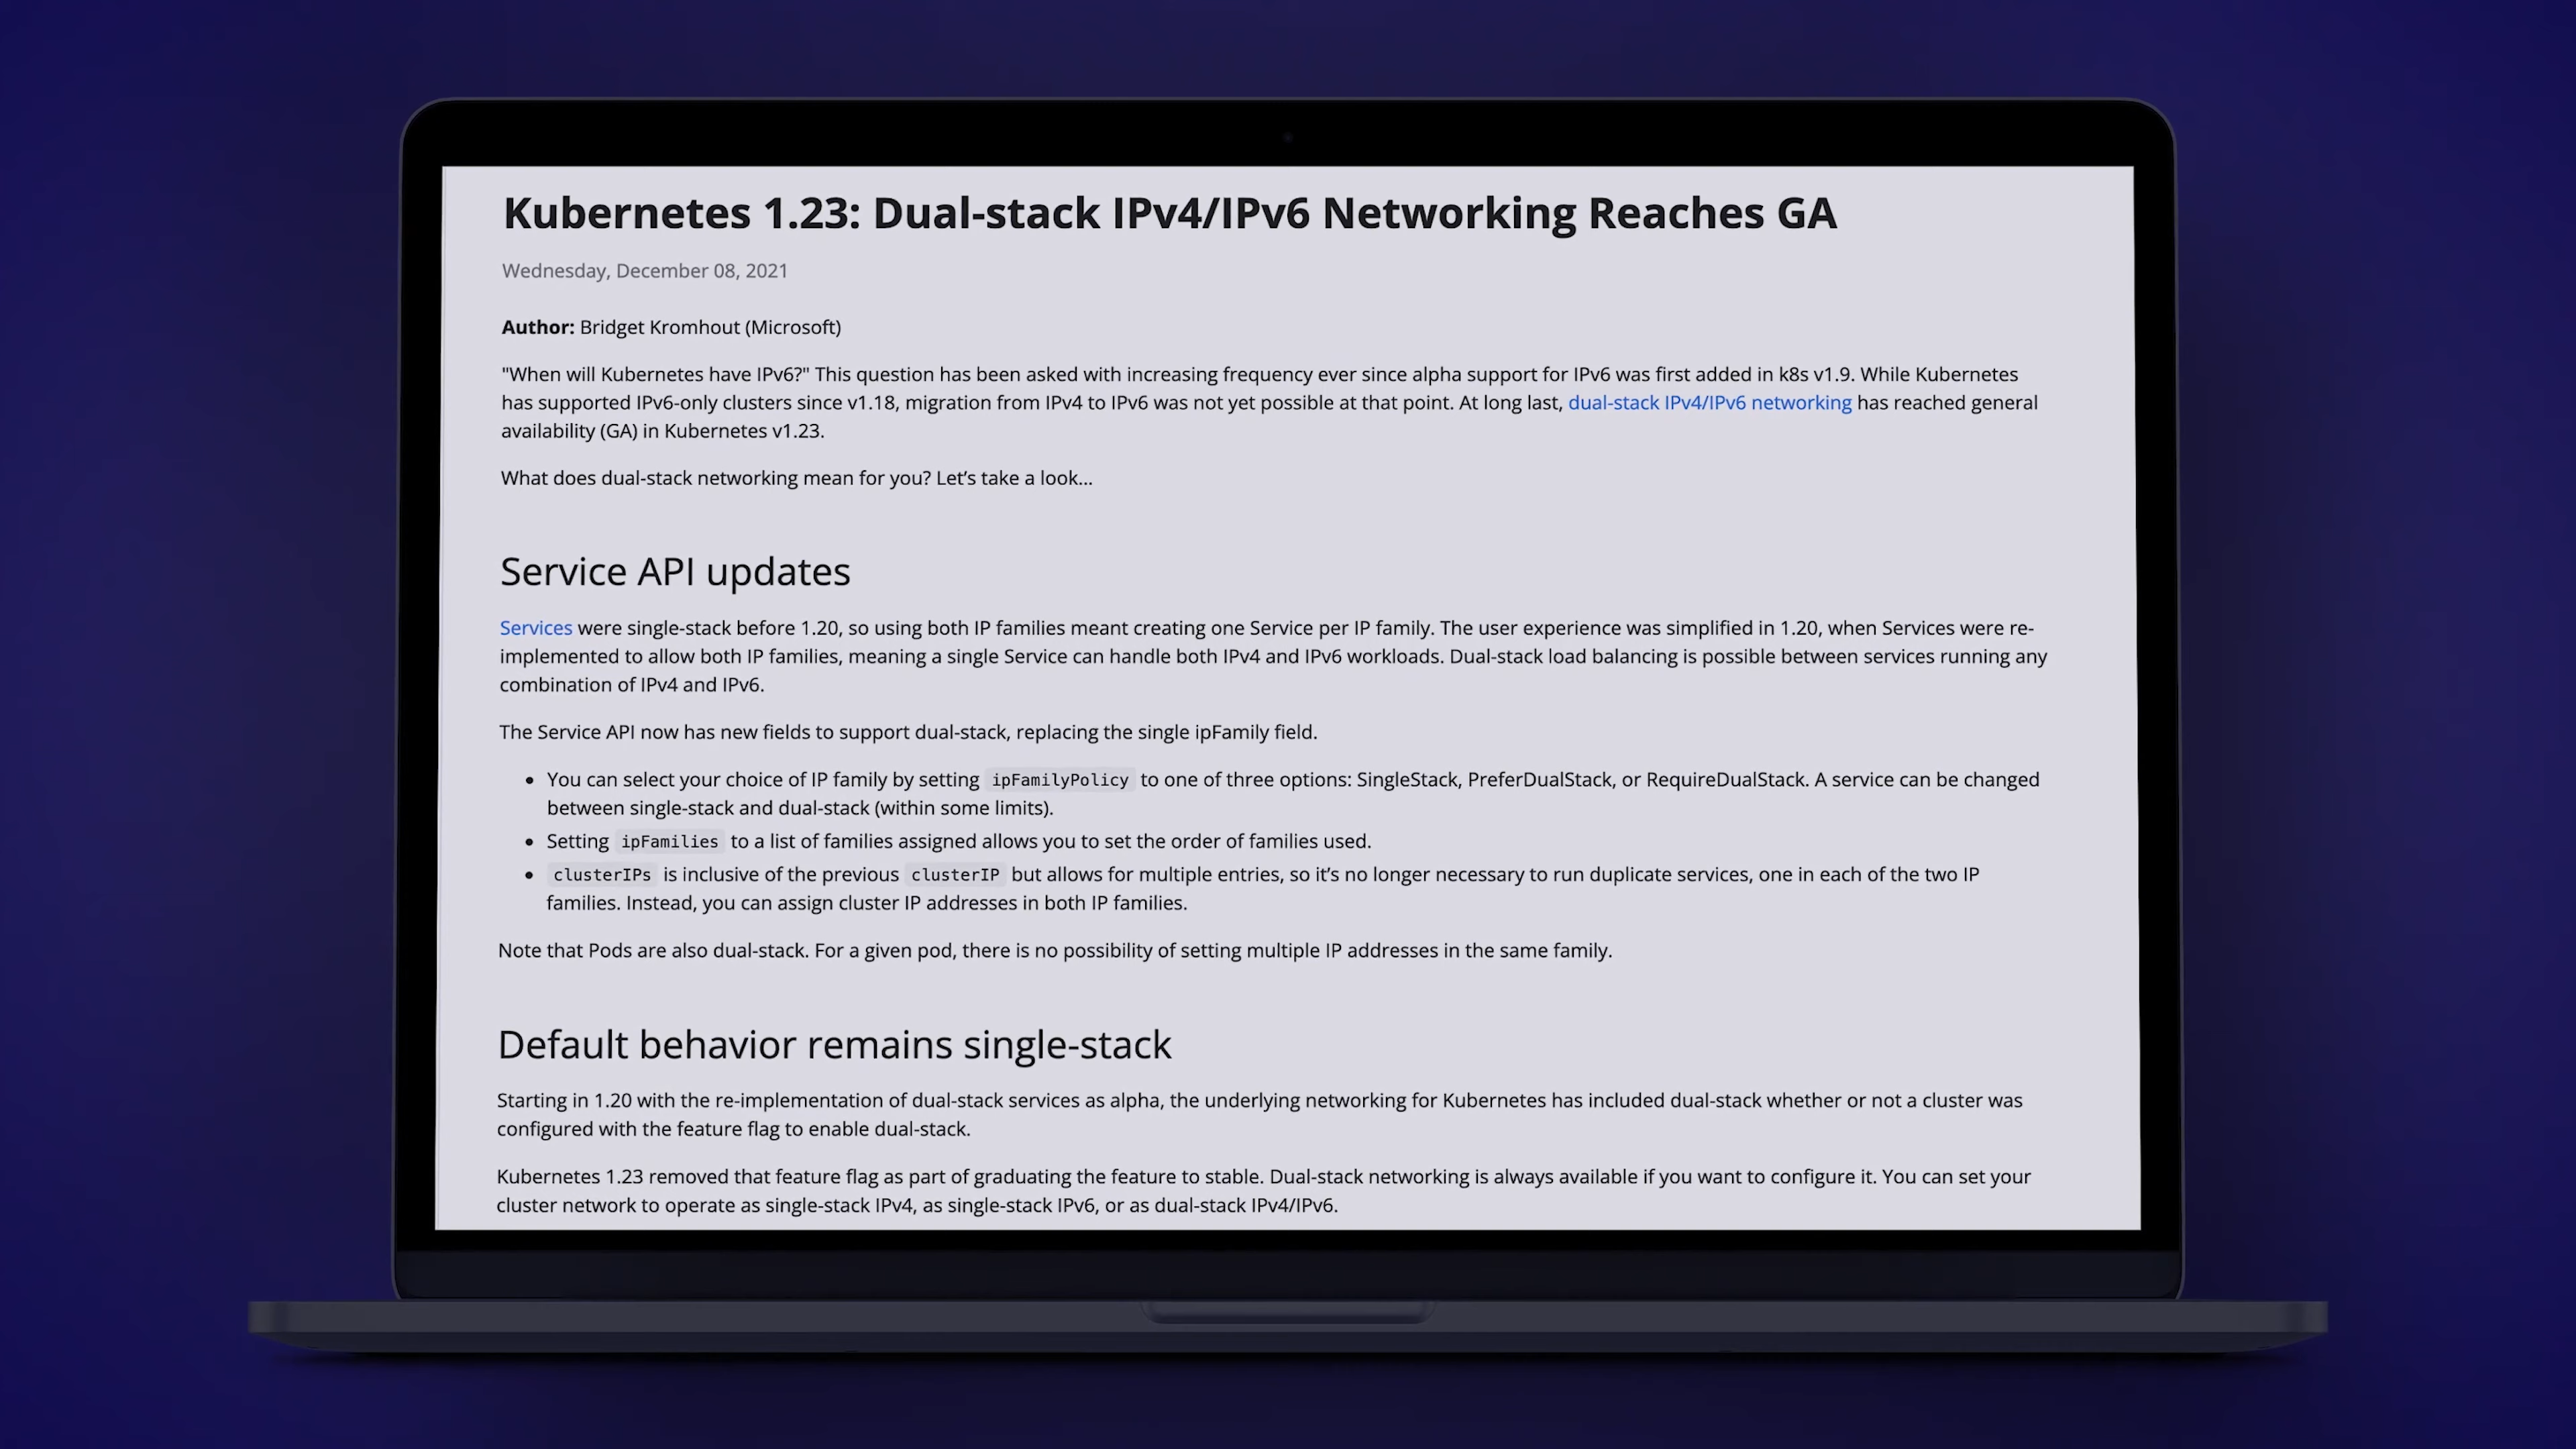 Kubernetes 1.23: Dual-stack IPv4/IPv6 Networking Reaches GA
Wednesday, December 08, 2021
Author: Bridget Kromhout (Microsoft)
"When will Kubernetes have IPv6?" This question has been asked with increasing frequency ever since alpha support for IPv6 was first added in k8s v1.9. While Kubernetes
has supported IPv6-only clusters since v1.18, migration from IPv4 to IPv6 was not yet possible at that point. At long last, dual-stack IPv4/IPv6 networking has reached general
availability (GA) in Kubernetes v1.23.
What does dual-stack networking mean for you? Let’s take a look…
Service API updates
Services were single-stack before 1.20, so using both IP families meant creating one Service per IP family. The user experience was simplified in 1.20, when Services were re-
implemented to allow both IP families, meaning a single Service can handle both IPv4 and IPv6 workloads. Dual-stack load balancing is possible between services running any
combination of IPv4 and IPv6.
The Service API now has new fields to support dual-stack, replacing the single ipFamily field.
• You can select your choice of IP family by setting ipFamilyPolicy to one of three options: SingleStack, PreferDualStack, or RequireDualStack. A service can be changed
between single-stack and dual-stack (within some limits).
• Setting ipFamilies to a list of families assigned allows you to set the order of families used.
• clusterIPs is inclusive of the previous clusterIP but allows for multiple entries, so it’s no longer necessary to run duplicate services, one in each of the two IP
families. Instead, you can assign cluster IP addresses in both IP families.
Note that Pods are also dual-stack. For a given pod, there is no possibility of setting multiple IP addresses in the same family.
Default behavior remains single-stack
Starting in 1.20 with the re-implementation of dual-stack services as alpha, the underlying networking for Kubernetes has included dual-stack whether or not a cluster was
configured with the feature flag to enable dual-stack.
Kubernetes 1.23 removed that feature flag as part of graduating the feature to stable. Dual-stack networking is always available if you want to configure it. You can set your
cluster network to operate as single-stack IPv4, as single-stack IPv6, or as dual-stack IPv4/IPv6.